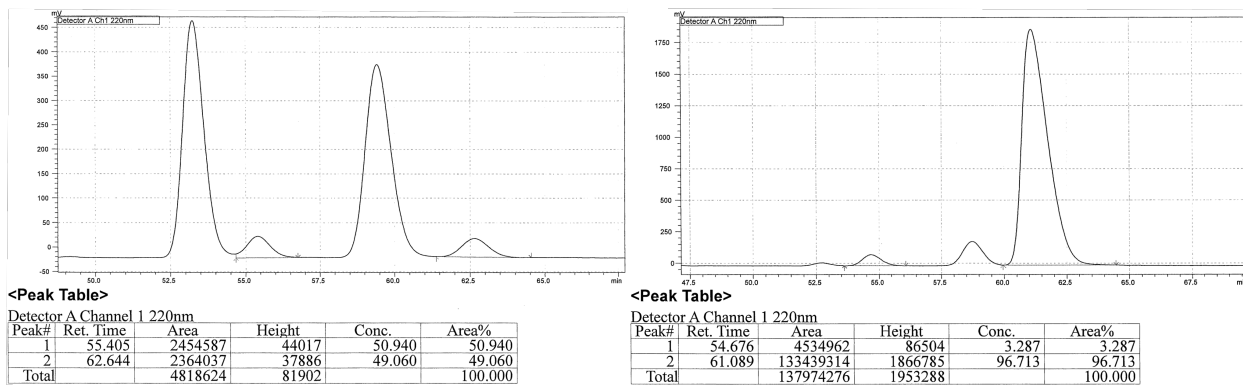 mV
Detector A Ch1 220nm
450
400
350
300
250
200
150
100
50
0
-50
50.0 52.5 55.0 57.5 60.0 62.5 min
<Peak Table>
Detector A Channel 1 220nm
Peak# Ret. Time Area Height Conc. Area%
1 55.405 2454587 44017 50.940 50.940
2 62.644 2364037 37886 49.060 49.060
Total 4818624 81902 100.000
mV
Detector A Ch1 220nm
1750
1500
1250
1000
750
500
250
0
47.5 50.0 52.5 55.0 57.5 60.0 62.5 65.0 67.5 m
<Peak Table>
Detector A Channel 1 220nm
Peak# Ret. Time Area Height Conc. Area%
1 54.676 4534962 86504 3.287 3.287
2 61.089 133439314 1866785 96.713 96.713
Total 137974276 1953288 100.000